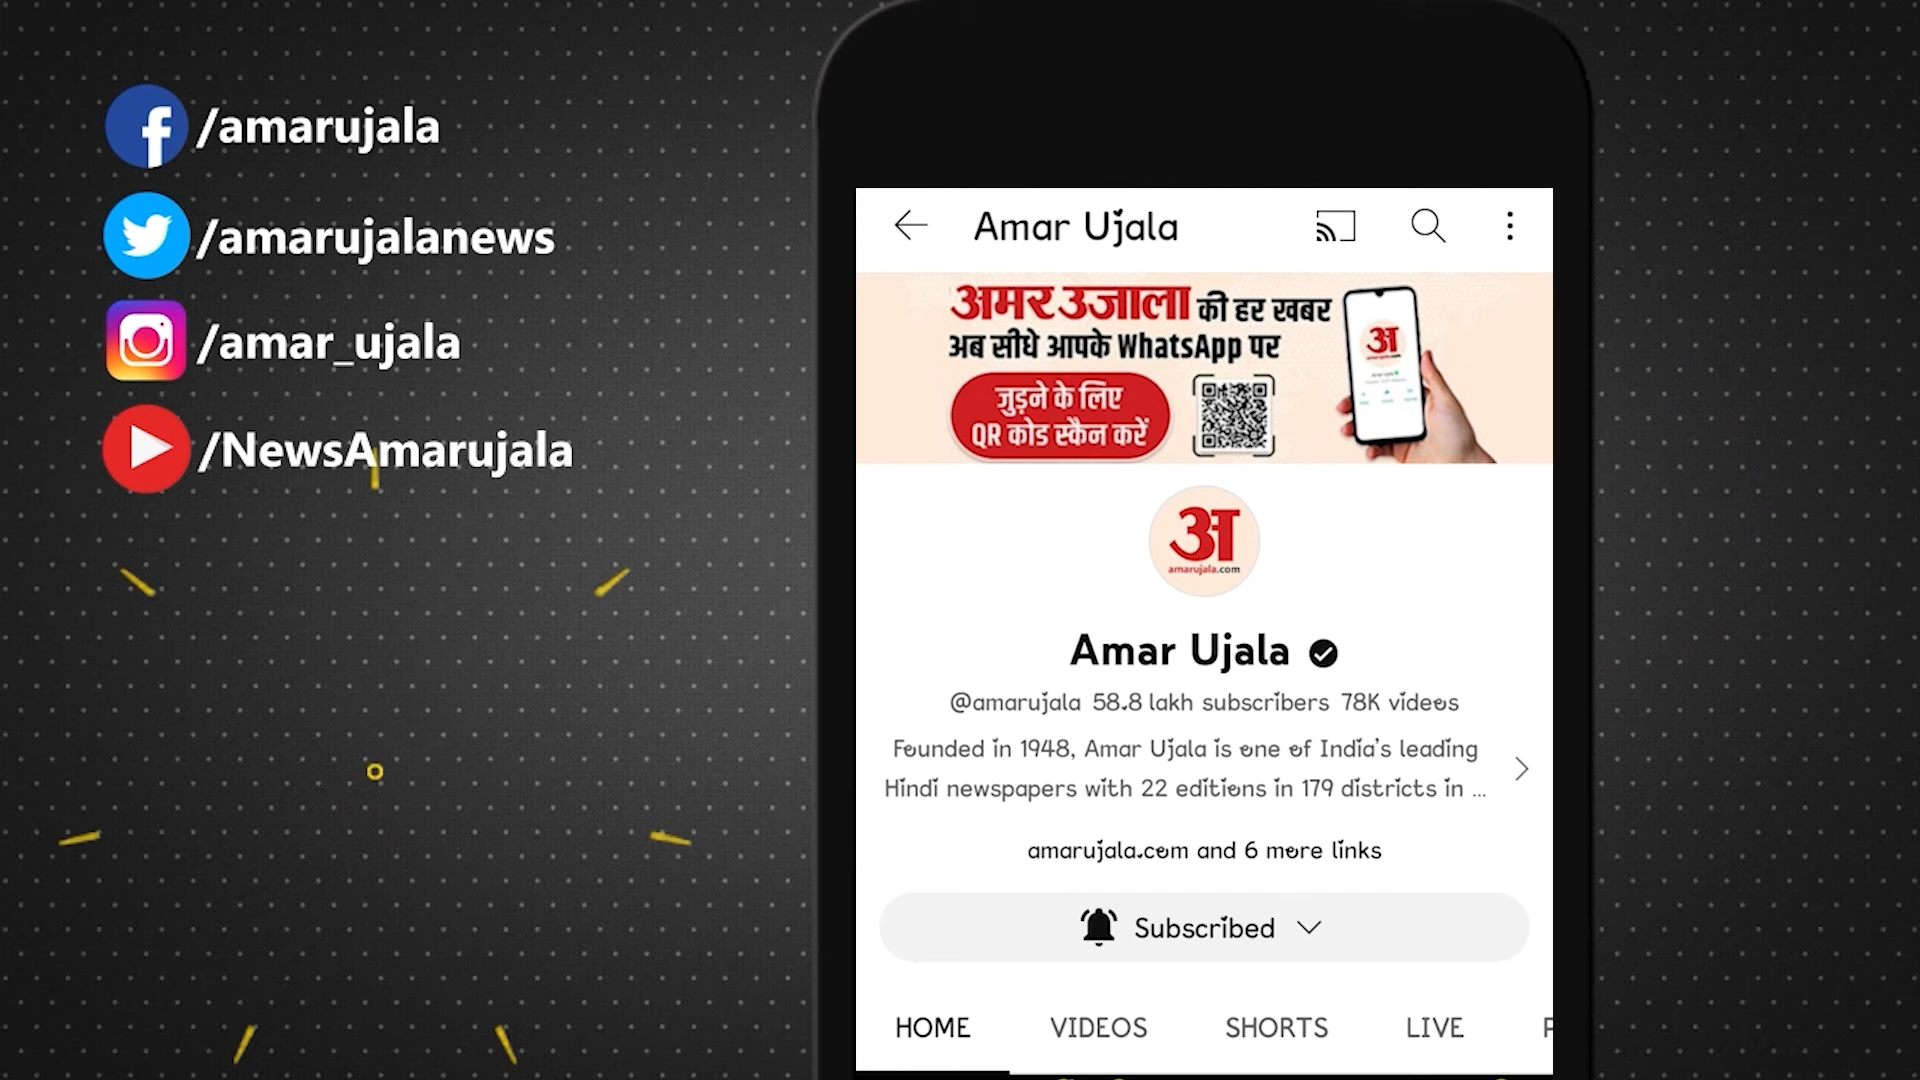 /amarujala
/amarujalanews
/amar_ujala
/NewsAmarujala
Amar Ujala
अमर उजाला की हर खबर
अब सीधे आपके WhatsApp पर
जुड़ने के लिए
QR कोड स्कैन करें
अ
अ
amarujala.com
Amar Ujala
@amarujala 58.8 lakh subscribers 78K videos
Founded in 1948, Amar Ujala is one of India's leading
Hindi newspapers with 22 editions in 179 districts in ...
amarujala.com and 6 more links
Subscribed
HOME VIDEOS SHORTS LIVE